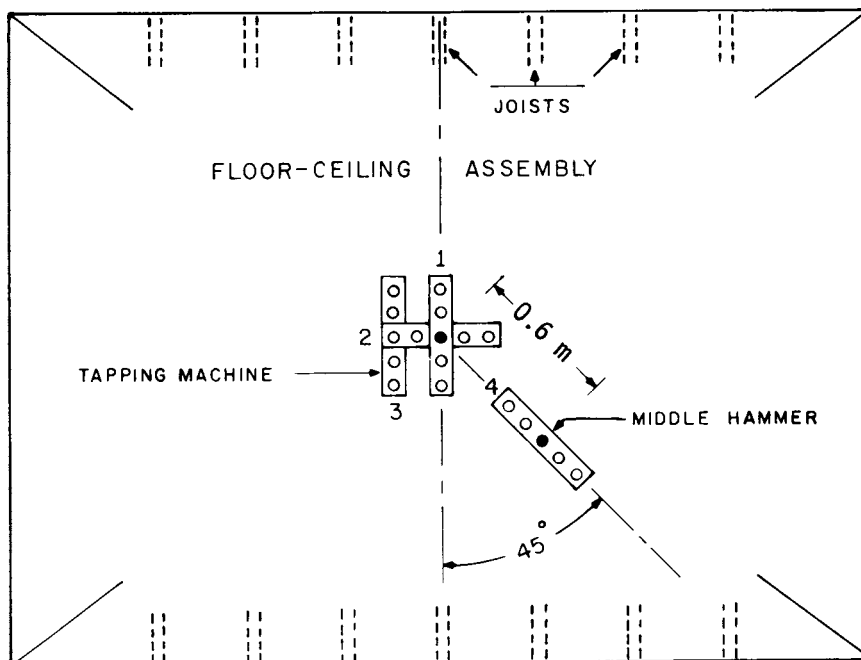 JOISTS
FLOOR-CEILING ASSEMBLY
1
0.6 m
2
TAPPING MACHINE
4
3
MIDDLE HAMMER
45°